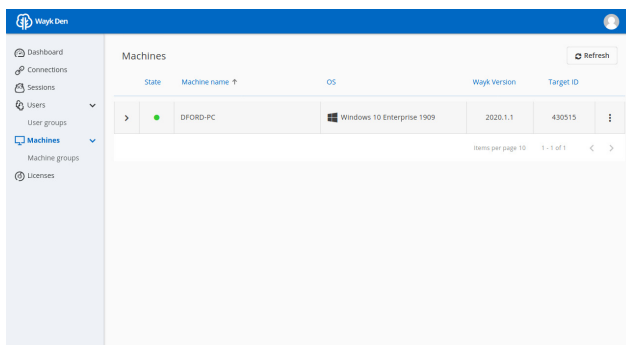 Wayk Den
Dashboard
Connections
Sessions
Users
User groups
Machines
Machine groups
Licenses
Machines
Refresh
State Machine name ↑ OS Wayk Version Target ID
DFORD-PC Windows 10 Enterprise 1909 2020.1.1 430515
Items per page 10 1 - 1 of 1